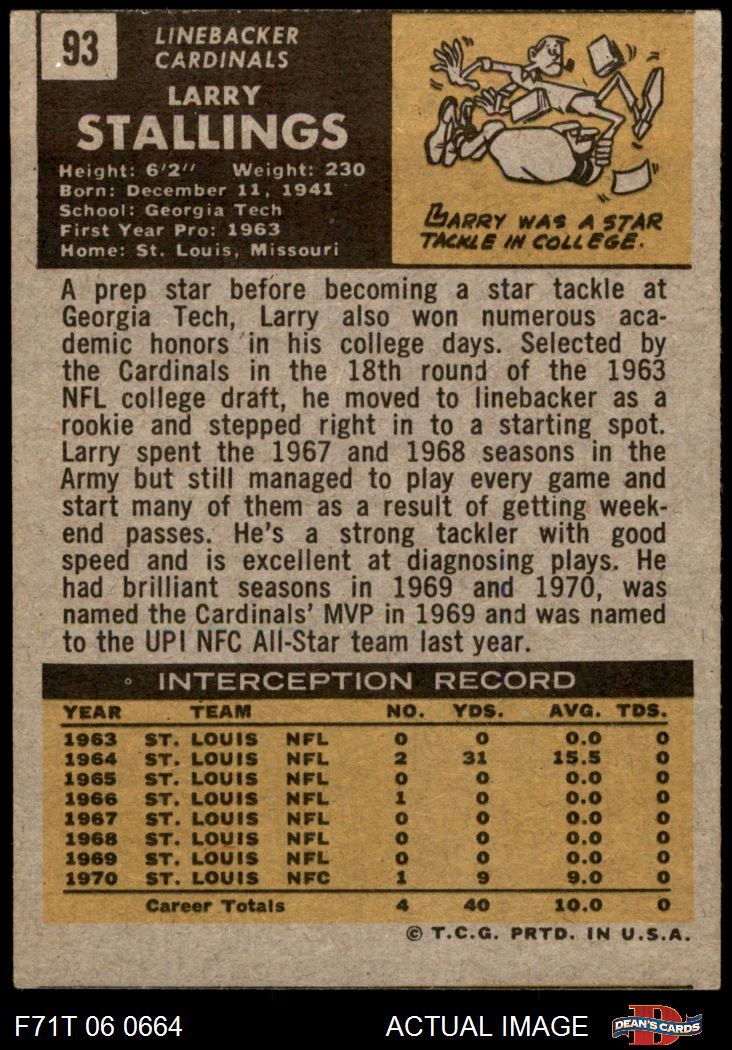 93
LINEBACKER
CARDINALS
LARRY
STALLINGS
Height: 6'2" Weight: 230
Born: December 11, 1941
School: Georgia Tech
First Year Pro: 1963
Home: St. Louis, Missouri
LARRY WAS A STAR
TACKLE IN COLLEGE.
A prep star before becoming a star tackle at
Georgia Tech, Larry also won numerous aca-
demic honors in his college days. Selected by
the Cardinals in the 18th round of the 1963
NFL college draft, he moved to linebacker as a
rookie and stepped right in to a starting spot.
Larry spent the 1967 and 1968 seasons in the
Army but still managed to play every game and
start many of them as a result of getting week-
end passes. He's a strong tackler with good
speed and is excellent at diagnosing plays. He
had brilliant seasons in 1969 and 1970, was
named the Cardinals' MVP in 1969 and was named
to the UPI NFC All-Star team last year.
INTERCEPTION RECORD
YEAR TEAM NO. YDS. AVG. TDS.
1963 ST. LOUIS NFL 0 0 0.0 0
1964 ST. LOUIS NFL 2 31 15.5 0
1965 ST. LOUIS NFL 0 0 0.0 0
1966 ST. LOUIS NFL 1 0 0.0 0
1967 ST. LOUIS NFL 0 0 0.0 0
1968 ST. LOUIS NFL 0 0 0.0 0
1969 ST. LOUIS NFL 0 0 0.0 0
1970 ST. LOUIS NFC 1 9 9.0 0
Career Totals 4 40 10.0 0
© T.C.G. PRTD. IN U.S.A.
F71T 06 0664 ACTUAL IMAGE
D
DEAN'S CARDS